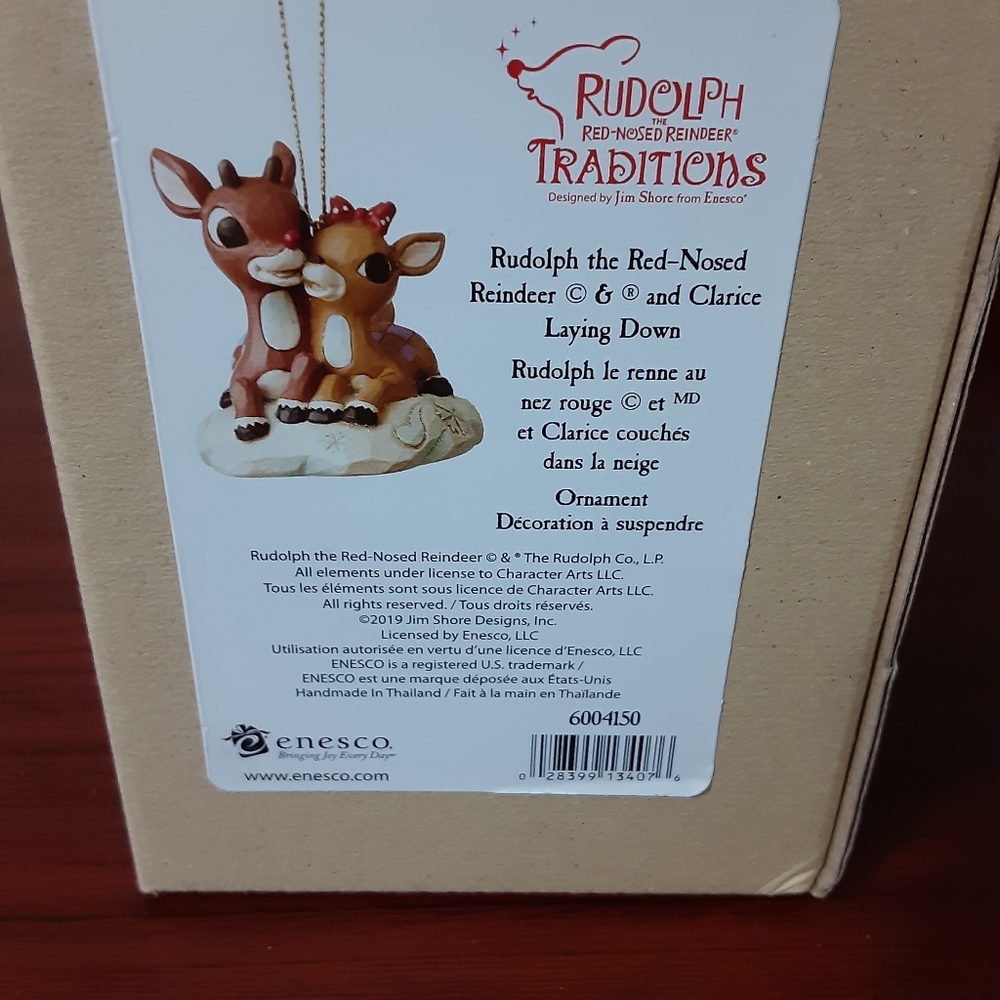 RUDOLPH
THE
RED-NOSED REINDEER®
TRADITIONS
Designed by Jim Shore from Enesco®
Rudolph the Red-Nosed
Reindeer © & ® and Clarice
Laying Down
Rudolph le renne au
nez rouge © et MD
et Clarice couchés
dans la neige
Ornament
Décoration à suspendre
Rudolph the Red-Nosed Reindeer © & ® The Rudolph Co., L.P.
All elements under license to Character Arts LLC.
Tous les éléments sont sous licence de Character Arts LLC.
All rights reserved. / Tous droits réservés.
©2019 Jim Shore Designs, Inc.
Licensed by Enesco, LLC
Utilisation autorisée en vertu d'une licence d'Enesco, LLC
ENESCO is a registered U.S. trademark /
ENESCO est une marque déposée aux États-Unis
Handmade In Thailand / Fait à la main en Thaïlande
6004150
enesco.
Bringing Joy Every Day℠
www.enesco.com
0 28399 13407 6